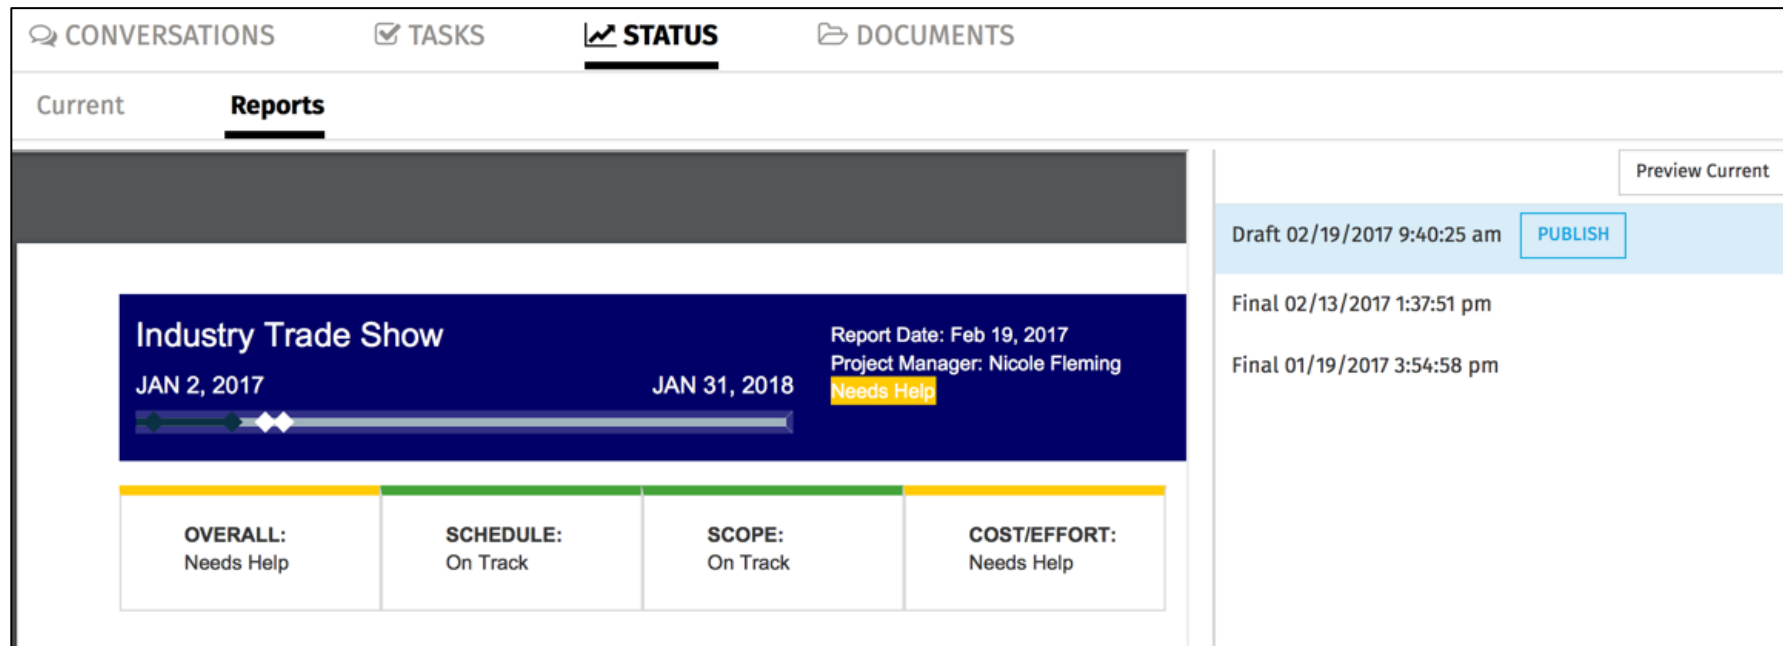 CONVERSATIONS TASKS STATUS DOCUMENTS
Current Reports
Preview Current
Draft 02/19/2017 9:40:25 am PUBLISH
Final 02/13/2017 1:37:51 pm
Final 01/19/2017 3:54:58 pm
Industry Trade Show
JAN 2, 2017 JAN 31, 2018
Report Date: Feb 19, 2017
Project Manager: Nicole Fleming
Needs Help
OVERALL:
Needs Help
SCHEDULE:
On Track
SCOPE:
On Track
COST/EFFORT:
Needs Help